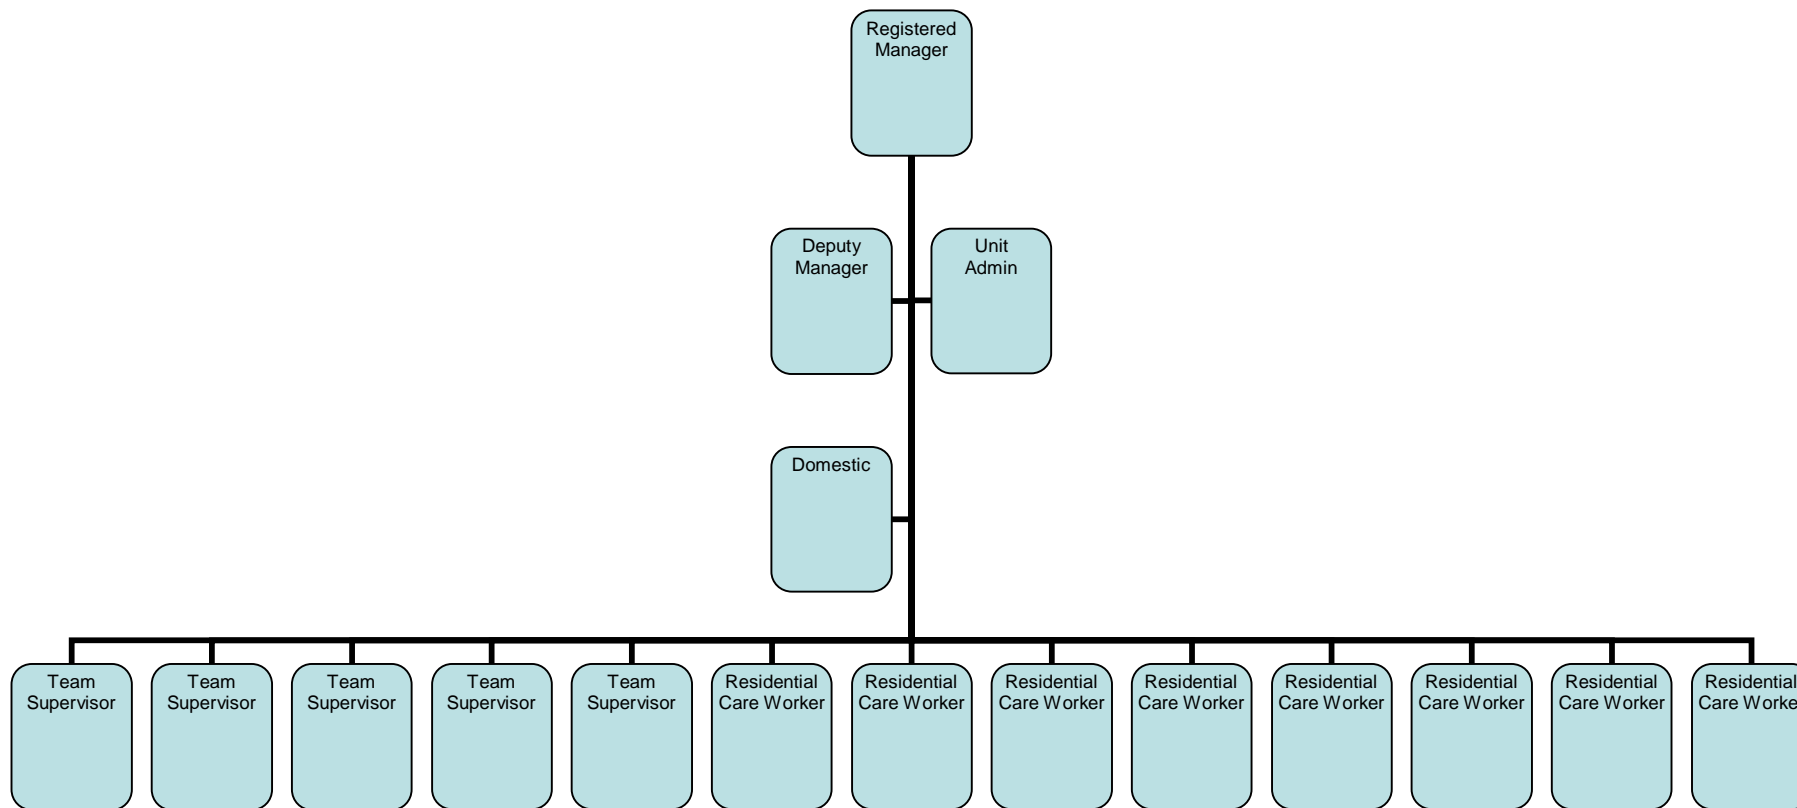 Registered
Manager
Deputy
Manager
Unit
Admin
Domestic
Team
Supervisor
Team
Supervisor
Team
Supervisor
Team
Supervisor
Team
Supervisor
Residential
Care Worker
Residential
Care Worker
Residential
Care Worker
Residential
Care Worker
Residential
Care Worker
Residential
Care Worker
Residential
Care Worker
Residential
Care Worke